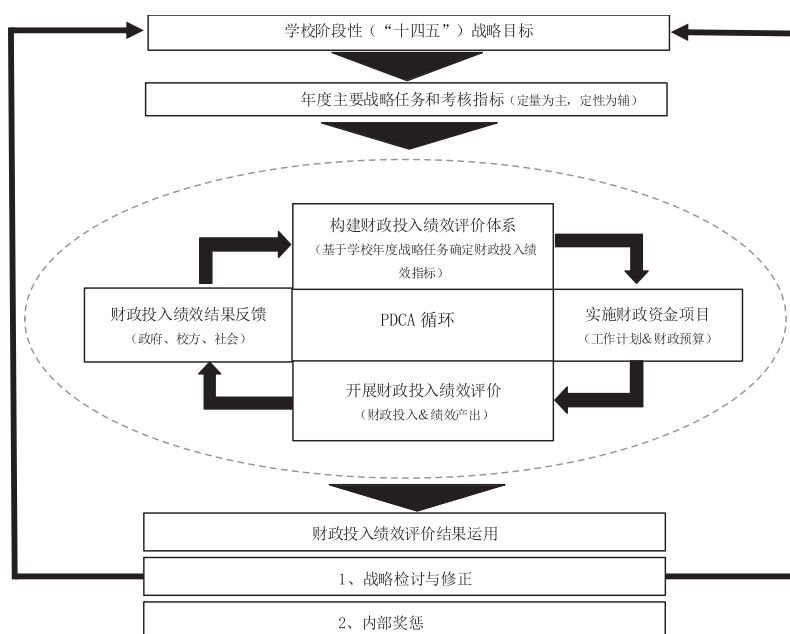 学校阶段性（“十四五”）战略目标
年度主要战略任务和考核指标（定量为主，定性为辅）
构建财政投入绩效评价体系
（基于学校年度战略任务确定财政投入绩
效指标）
财政投入绩效结果反馈
（政府、校方、社会）
PDCA 循环
实施财政资金项目
（工作计划&财政预算）
开展财政投入绩效评价
（财政投入&绩效产出）
财政投入绩效评价结果运用
1、战略检讨与修正
2、内部奖惩